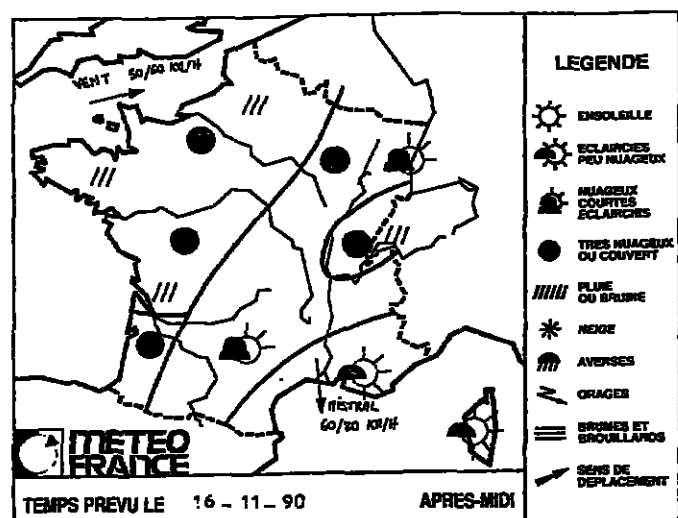 VENT 50/60 KM/H
MISTRAL
60/70 KM/H
METEO
FRANCE
TEMPS PREVU LE 16 - 11 - 90 APRES-MIDI
LEGENDE
ENSOLEILLE
ECLAIRCIES
PEU NUAGEUX
NUAGEUX
COURTES
ECLAIRCIES
TRES NUAGEUX
OU COUVERT
PLUIE
OU BRUINE
NEIGE
AVERSES
ORAGES
BRUMES ET
BROUILLARDS
SENS DE
DEPLACEMENT